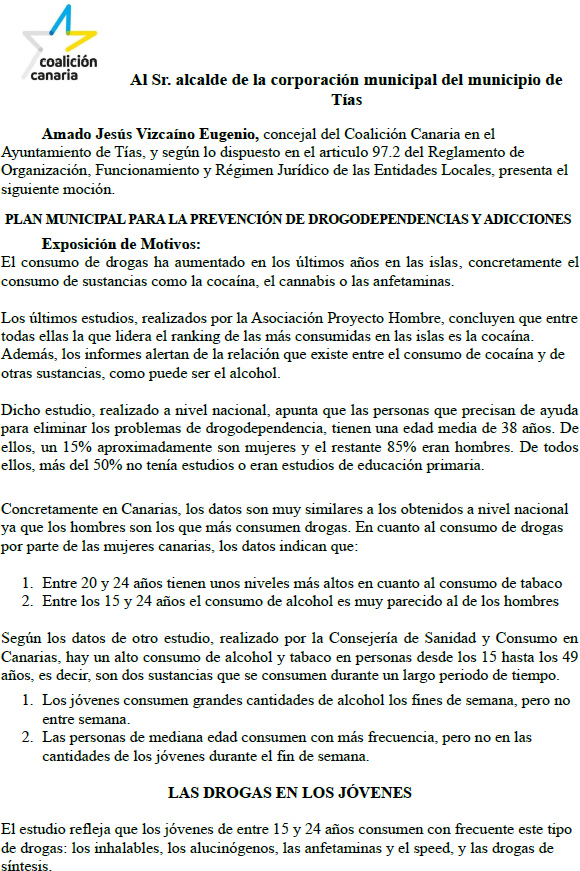 coalición
canaria
Al Sr. alcalde de la corporación municipal del municipio de
Tías
Amado Jesús Vizcaíno Eugenio, concejal del Coalición Canaria en el
Ayuntamiento de Tías, y según lo dispuesto en el articulo 97.2 del Reglamento de
Organización, Funcionamiento y Régimen Jurídico de las Entidades Locales, presenta el
siguiente moción.
PLAN MUNICIPAL PARA LA PREVENCIÓN DE DROGODEPENDENCIAS Y ADICCIONES
Exposición de Motivos:
El consumo de drogas ha aumentado en los últimos años en las islas, concretamente el
consumo de sustancias como la cocaína, el cannabis o las anfetaminas.
Los últimos estudios, realizados por la Asociación Proyecto Hombre, concluyen que entre
todas ellas la que lidera el ranking de las más consumidas en las islas es la cocaína.
Además, los informes alertan de la relación que existe entre el consumo de cocaína y de
otras sustancias, como puede ser el alcohol.
Dicho estudio, realizado a nivel nacional, apunta que las personas que precisan de ayuda
para eliminar los problemas de drogodependencia, tienen una edad media de 38 años. De
ellos, un 15% aproximadamente son mujeres y el restante 85% eran hombres. De todos
ellos, más del 50% no tenía estudios o eran estudios de educación primaria.
Concretamente en Canarias, los datos son muy similares a los obtenidos a nivel nacional
ya que los hombres son los que más consumen drogas. En cuanto al consumo de drogas
por parte de las mujeres canarias, los datos indican que:
1. Entre 20 y 24 años tienen unos niveles más altos en cuanto al consumo de tabaco
2. Entre los 15 y 24 años el consumo de alcohol es muy parecido al de los hombres
Según los datos de otro estudio, realizado por la Consejería de Sanidad y Consumo en
Canarias, hay un alto consumo de alcohol y tabaco en personas desde los 15 hasta los 49
años, es decir, son dos sustancias que se consumen durante un largo periodo de tiempo.
1. Los jóvenes consumen grandes cantidades de alcohol los fines de semana, pero no
entre semana.
2. Las personas de mediana edad consumen con más frecuencia, pero no en las
cantidades de los jóvenes durante el fin de semana.
LAS DROGAS EN LOS JÓVENES
El estudio refleja que los jóvenes de entre 15 y 24 años consumen con frecuente este tipo
de drogas: los inhalables, los alucinógenos, las anfetaminas y el speed, y las drogas de
síntesis.